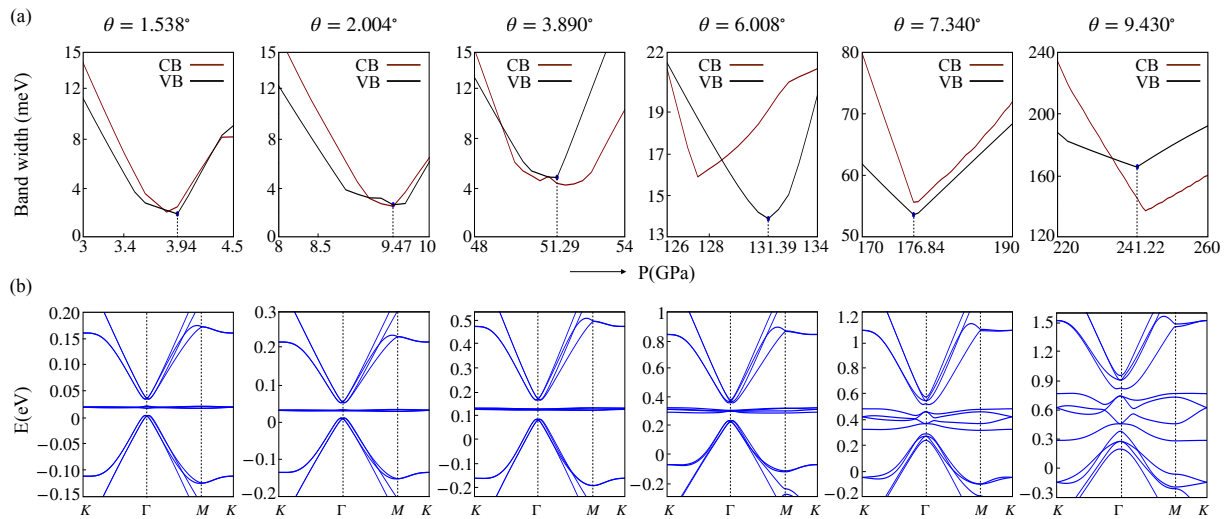 (a)
θ = 1.538° θ = 2.004° θ = 3.890° θ = 6.008° θ = 7.340° θ = 9.430°
Band width (meV)
15 12 8 4 0
CB
VB
3 3.4 3.94 4.5
15 12 8 4 0
CB
VB
8 8.5 9.47 10
15 12 8 4 0
CB
VB
48 51.29 54
22 21 19 18 16 15 13
CB
VB
126 128 131.39 134
80 70 60 50
CB
VB
170 176.84 190
240 200 160 120
CB
VB
220 241.22 260
P(GPa)
(b)
E(eV)
0.20 0.15 0.10 0.05 0 −0.05 −0.10 −0.15
K Γ M K
0.3 0.2 0.1 0 −0.1 −0.2
K Γ M K
0.5 0.4 0.3 0.2 0.1 0 −0.1 −0.2
K Γ M K
1 0.8 0.6 0.4 0.2 0 −0.2
K Γ M K
1.2 1 0.8 0.6 0.4 0.2 0 −0.2
K Γ M K
1.5 1.2 0.9 0.6 0.3 0 −0.3
K Γ M K